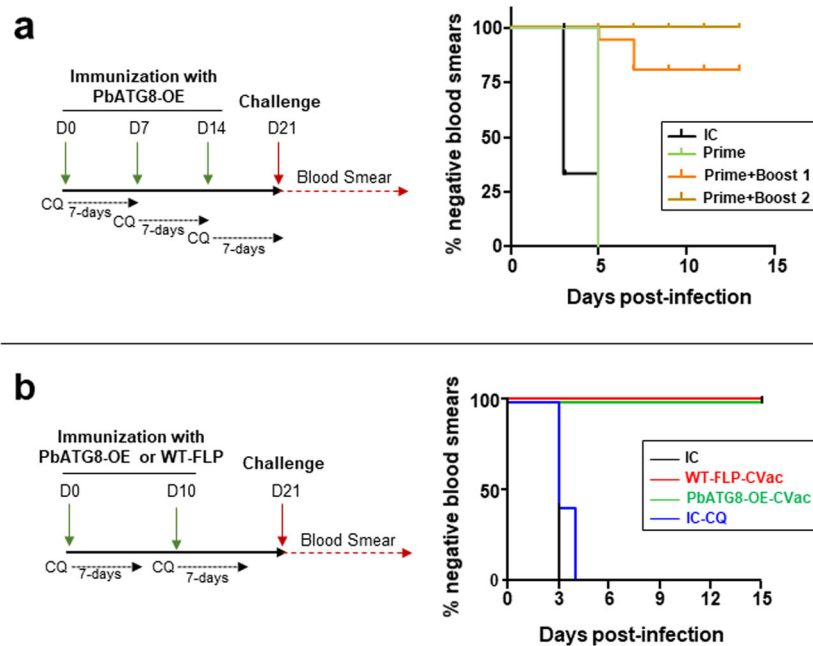 a
Immunization with
PbATG8-OE
Challenge
D0
D7
D14
D21
Blood Smear
CQ
7-days
CQ
7-days
CQ
7-days
% negative blood smears
100
75
50
25
0
0
5
10
15
Days post-infection
IC
Prime
Prime+Boost 1
Prime+Boost 2
b
Immunization with
PbATG8-OE or WT-FLP
Challenge
D0
D10
D21
Blood Smear
CQ
7-days
CQ
7-days
% negative blood smears
100
50
0
0
3
6
9
12
15
Days post-infection
IC
WT-FLP-CVac
PbATG8-OE-CVac
IC-CQ